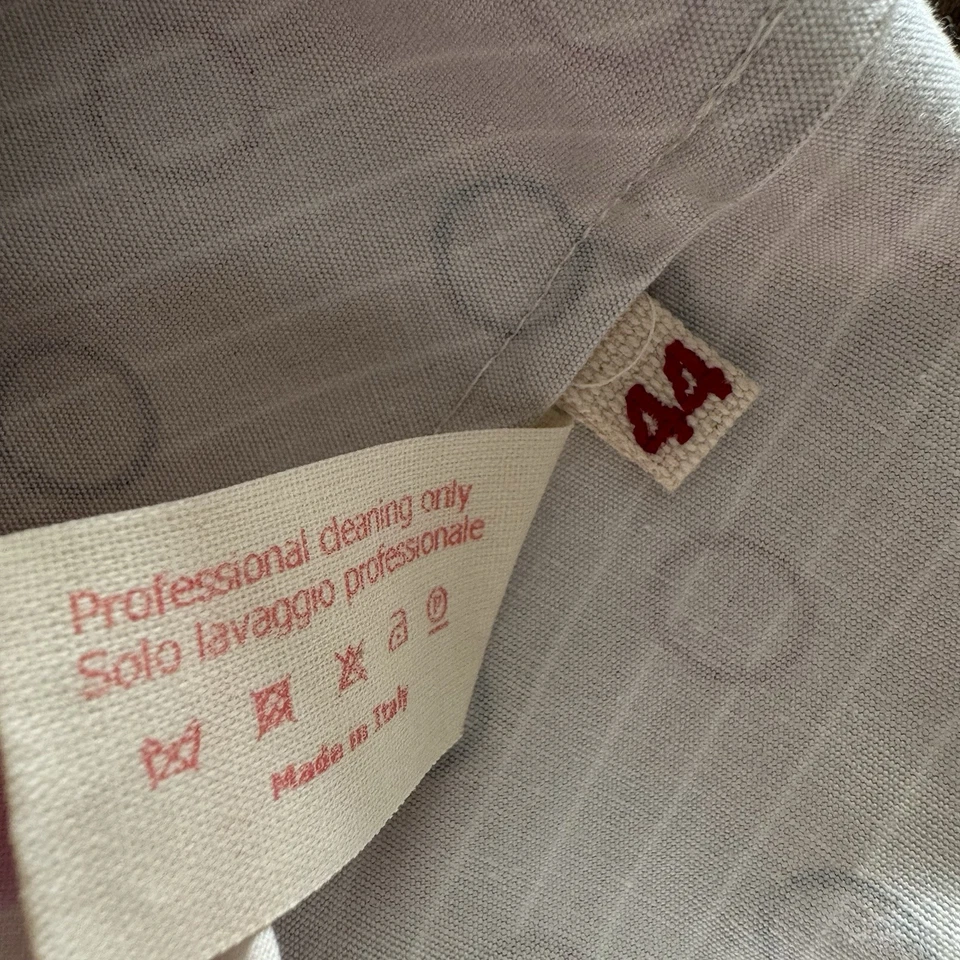 44
Professional cleaning only
Solo lavaggio professionale
P
Made in Italy